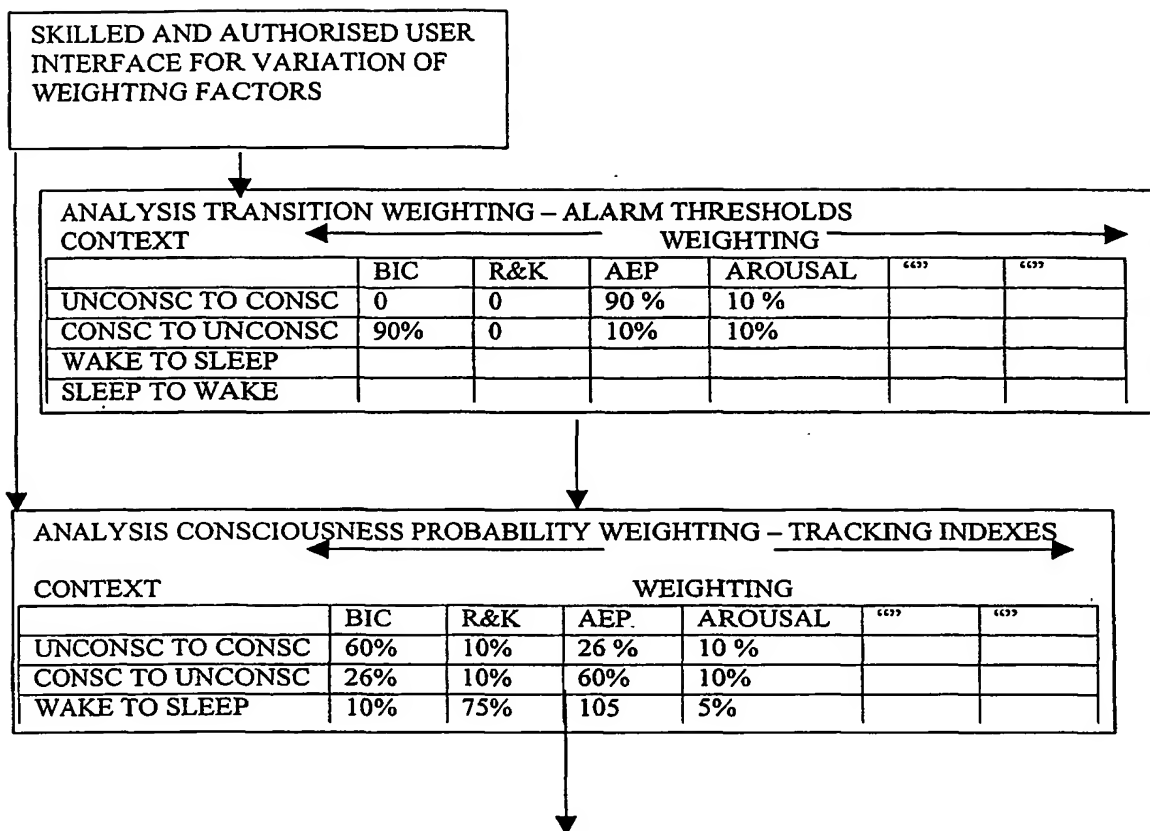 SKILLED AND AUTHORISED USER
INTERFACE FOR VARIATION OF
WEIGHTING FACTORS
ANALYSIS TRANSITION WEIGHTING – ALARM THRESHOLDS
CONTEXT WEIGHTING
BIC R&K AEP AROUSAL “” “”
UNCONSC TO CONSC 0 0 90 % 10 %
CONSC TO UNCONSC 90% 0 10% 10%
WAKE TO SLEEP
SLEEP TO WAKE
ANALYSIS CONSCIOUSNESS PROBABILITY WEIGHTING – TRACKING INDEXES
CONTEXT WEIGHTING
BIC R&K AEP. AROUSAL “” “”
UNCONSC TO CONSC 60% 10% 26 % 10 %
CONSC TO UNCONSC 26% 10% 60% 10%
WAKE TO SLEEP 10% 75% 105 5%